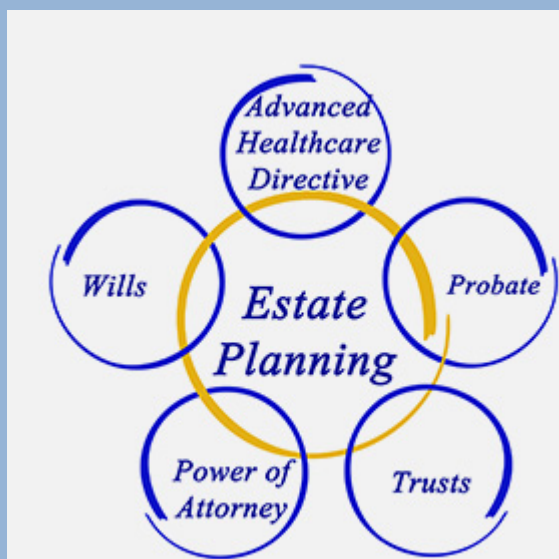 Advanced
Healthcare
Directive
Wills
Probate
Estate
Planning
Power of
Attorney
Trusts